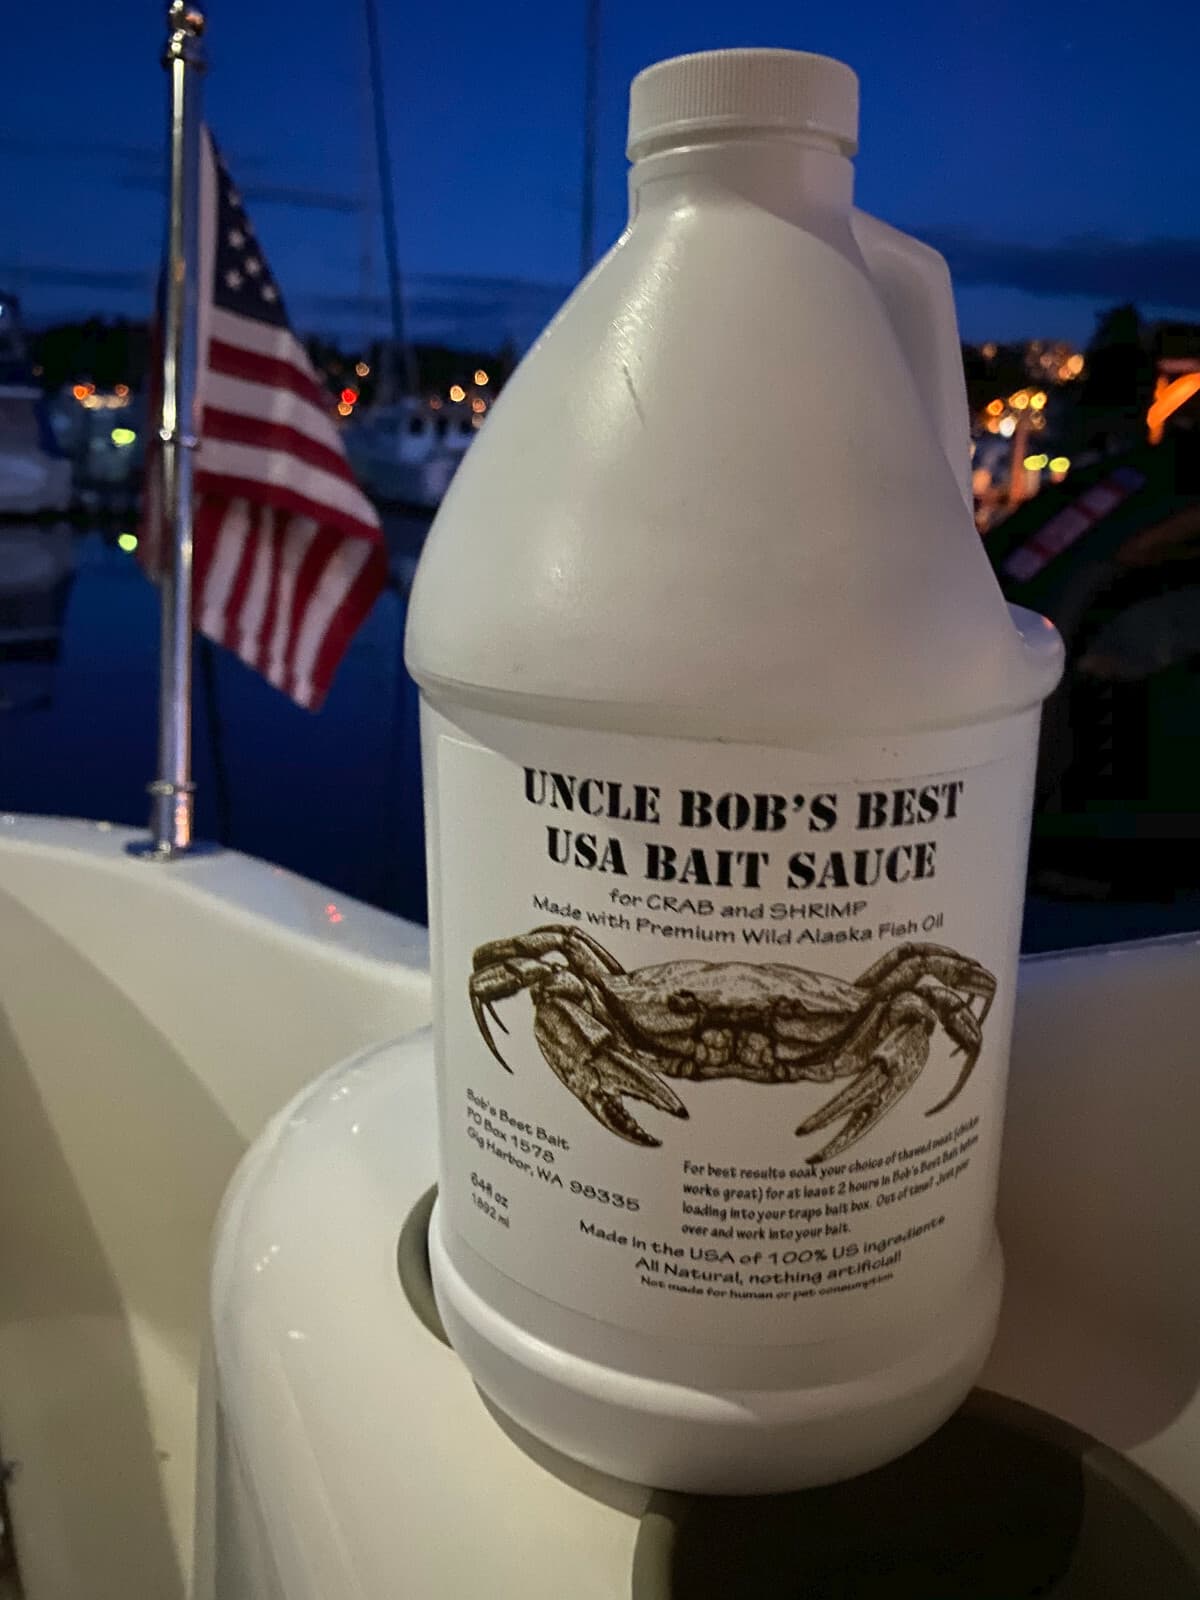 UNCLE BOB'S BEST
USA BAIT SAUCE
for CRAB and SHRIMP
Made with Premium Wild Alaska Fish Oil
Bob's Best Bait
PO Box 1578
Gig Harbor, WA 98335
64fl oz
1892 ml
For best results soak your choice of thawed meat (chicken
works great) for at least 2 hours in Bob's Best Bait before
loading into your traps bait box. Out of time? Just pour
over and work into your bait.
Made in the USA of 100% US ingredients
All Natural, nothing artificial!
Not made for human or pet consumption